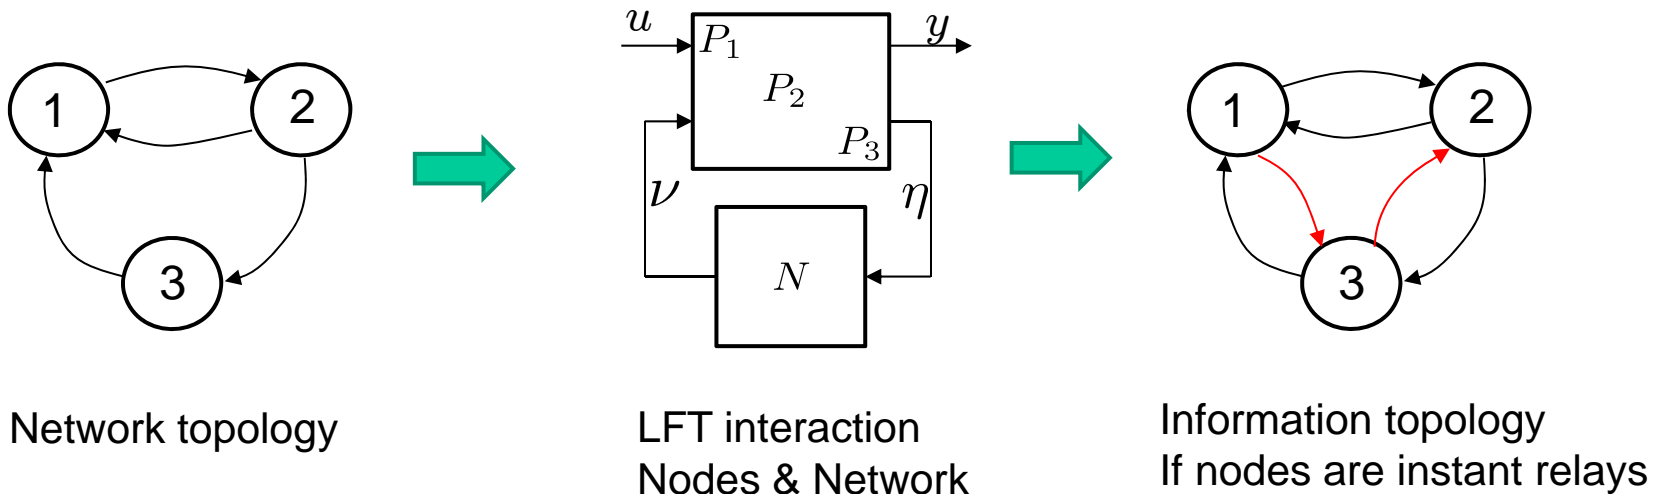 1
2
3
Network topology
u
y
P₁
P₂
P₃
ν
η
N
LFT interaction
Nodes & Network
1
2
3
Information topology
If nodes are instant relays